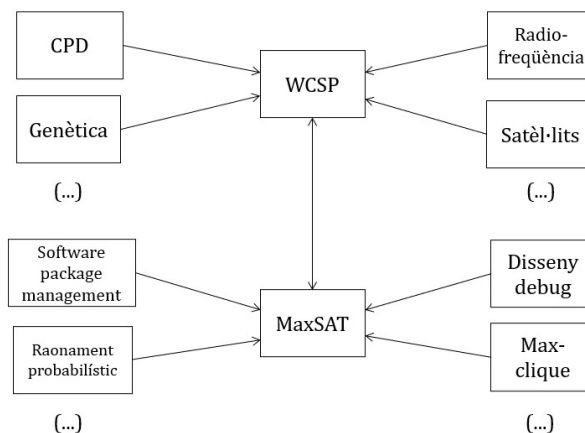 CPD
Radio-
freqüència
WCSP
Genètica
Satèl·lits
(...)
(...)
Software
package
management
Disseny
debug
MaxSAT
Raonament
probabilístic
Max-
clique
(...)
(...)